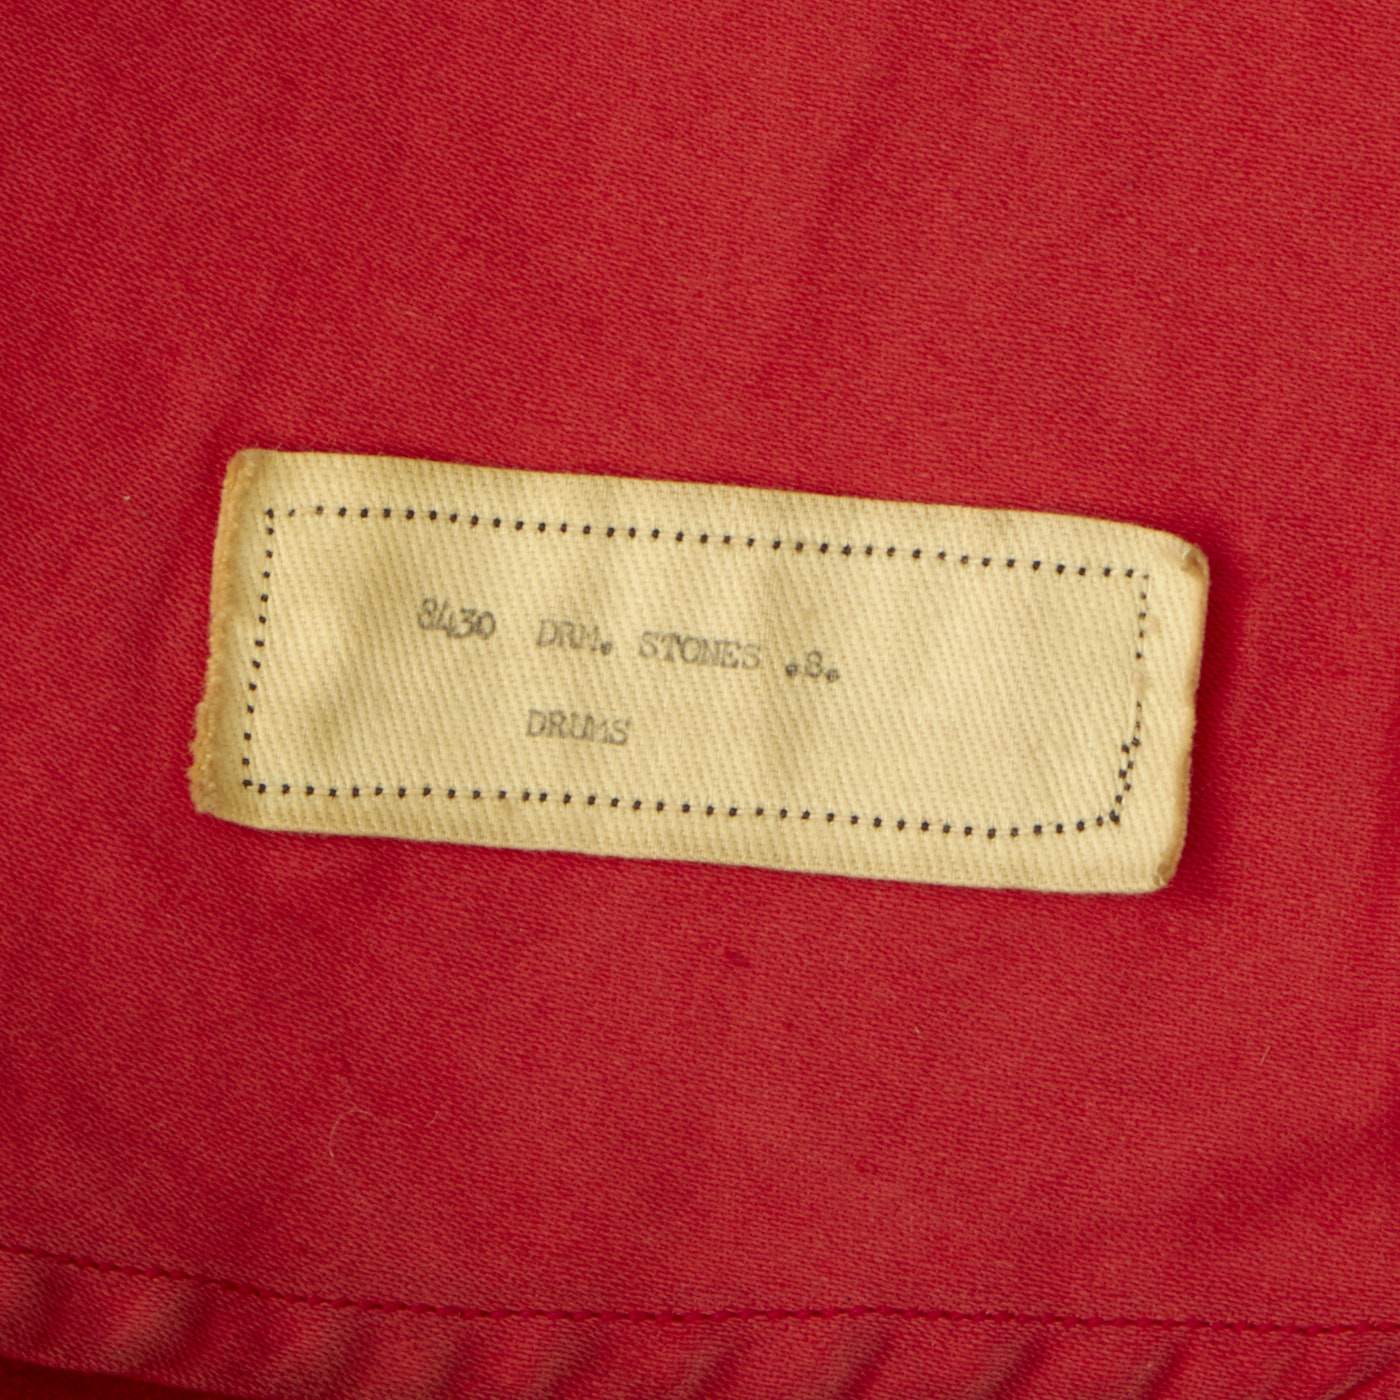 8430 DRM. STONES .S.
DRUMS